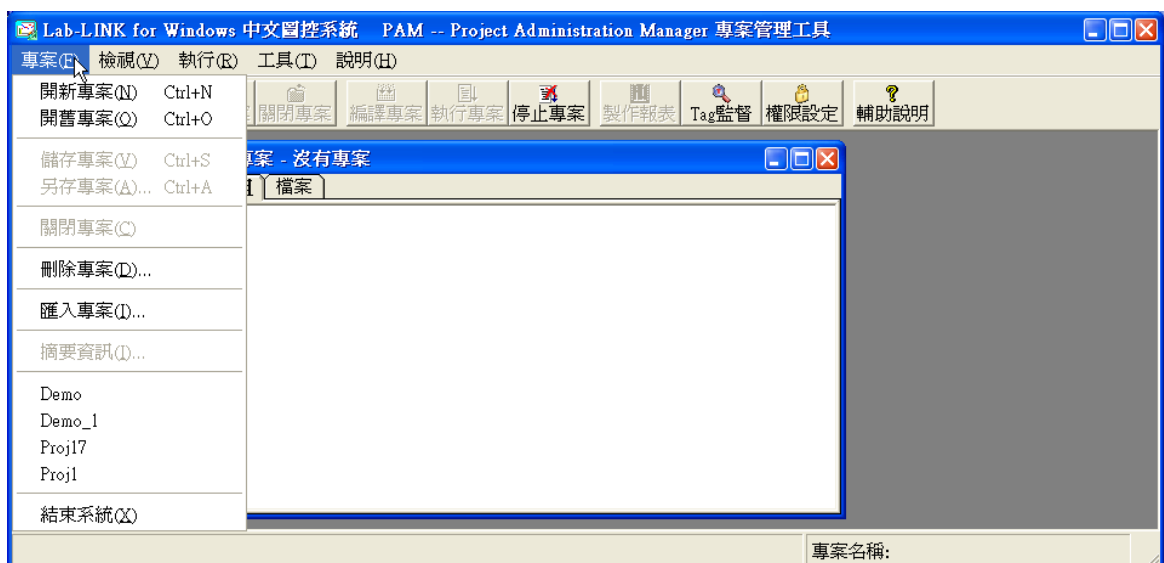 Lab-LINK for Windows 中文圖控系統 PAM -- Project Administration Manager 專案管理工具
專案(F) 檢視(V) 執行(R) 工具(T) 說明(H)
開新專案(N) Ctrl+N
開舊專案(O) Ctrl+O
儲存專案(V) Ctrl+S
另存專案(A)... Ctrl+A
關閉專案(C)
刪除專案(D)...
匯入專案(I)...
摘要資訊(I)...
Demo
Demo_1
Proj17
Proj1
結束系統(X)
關閉專案 編譯專案 執行專案 停止專案 製作報表 Tag監督 權限設定 輔助說明
專案 - 沒有專案
檔案
專案名稱: